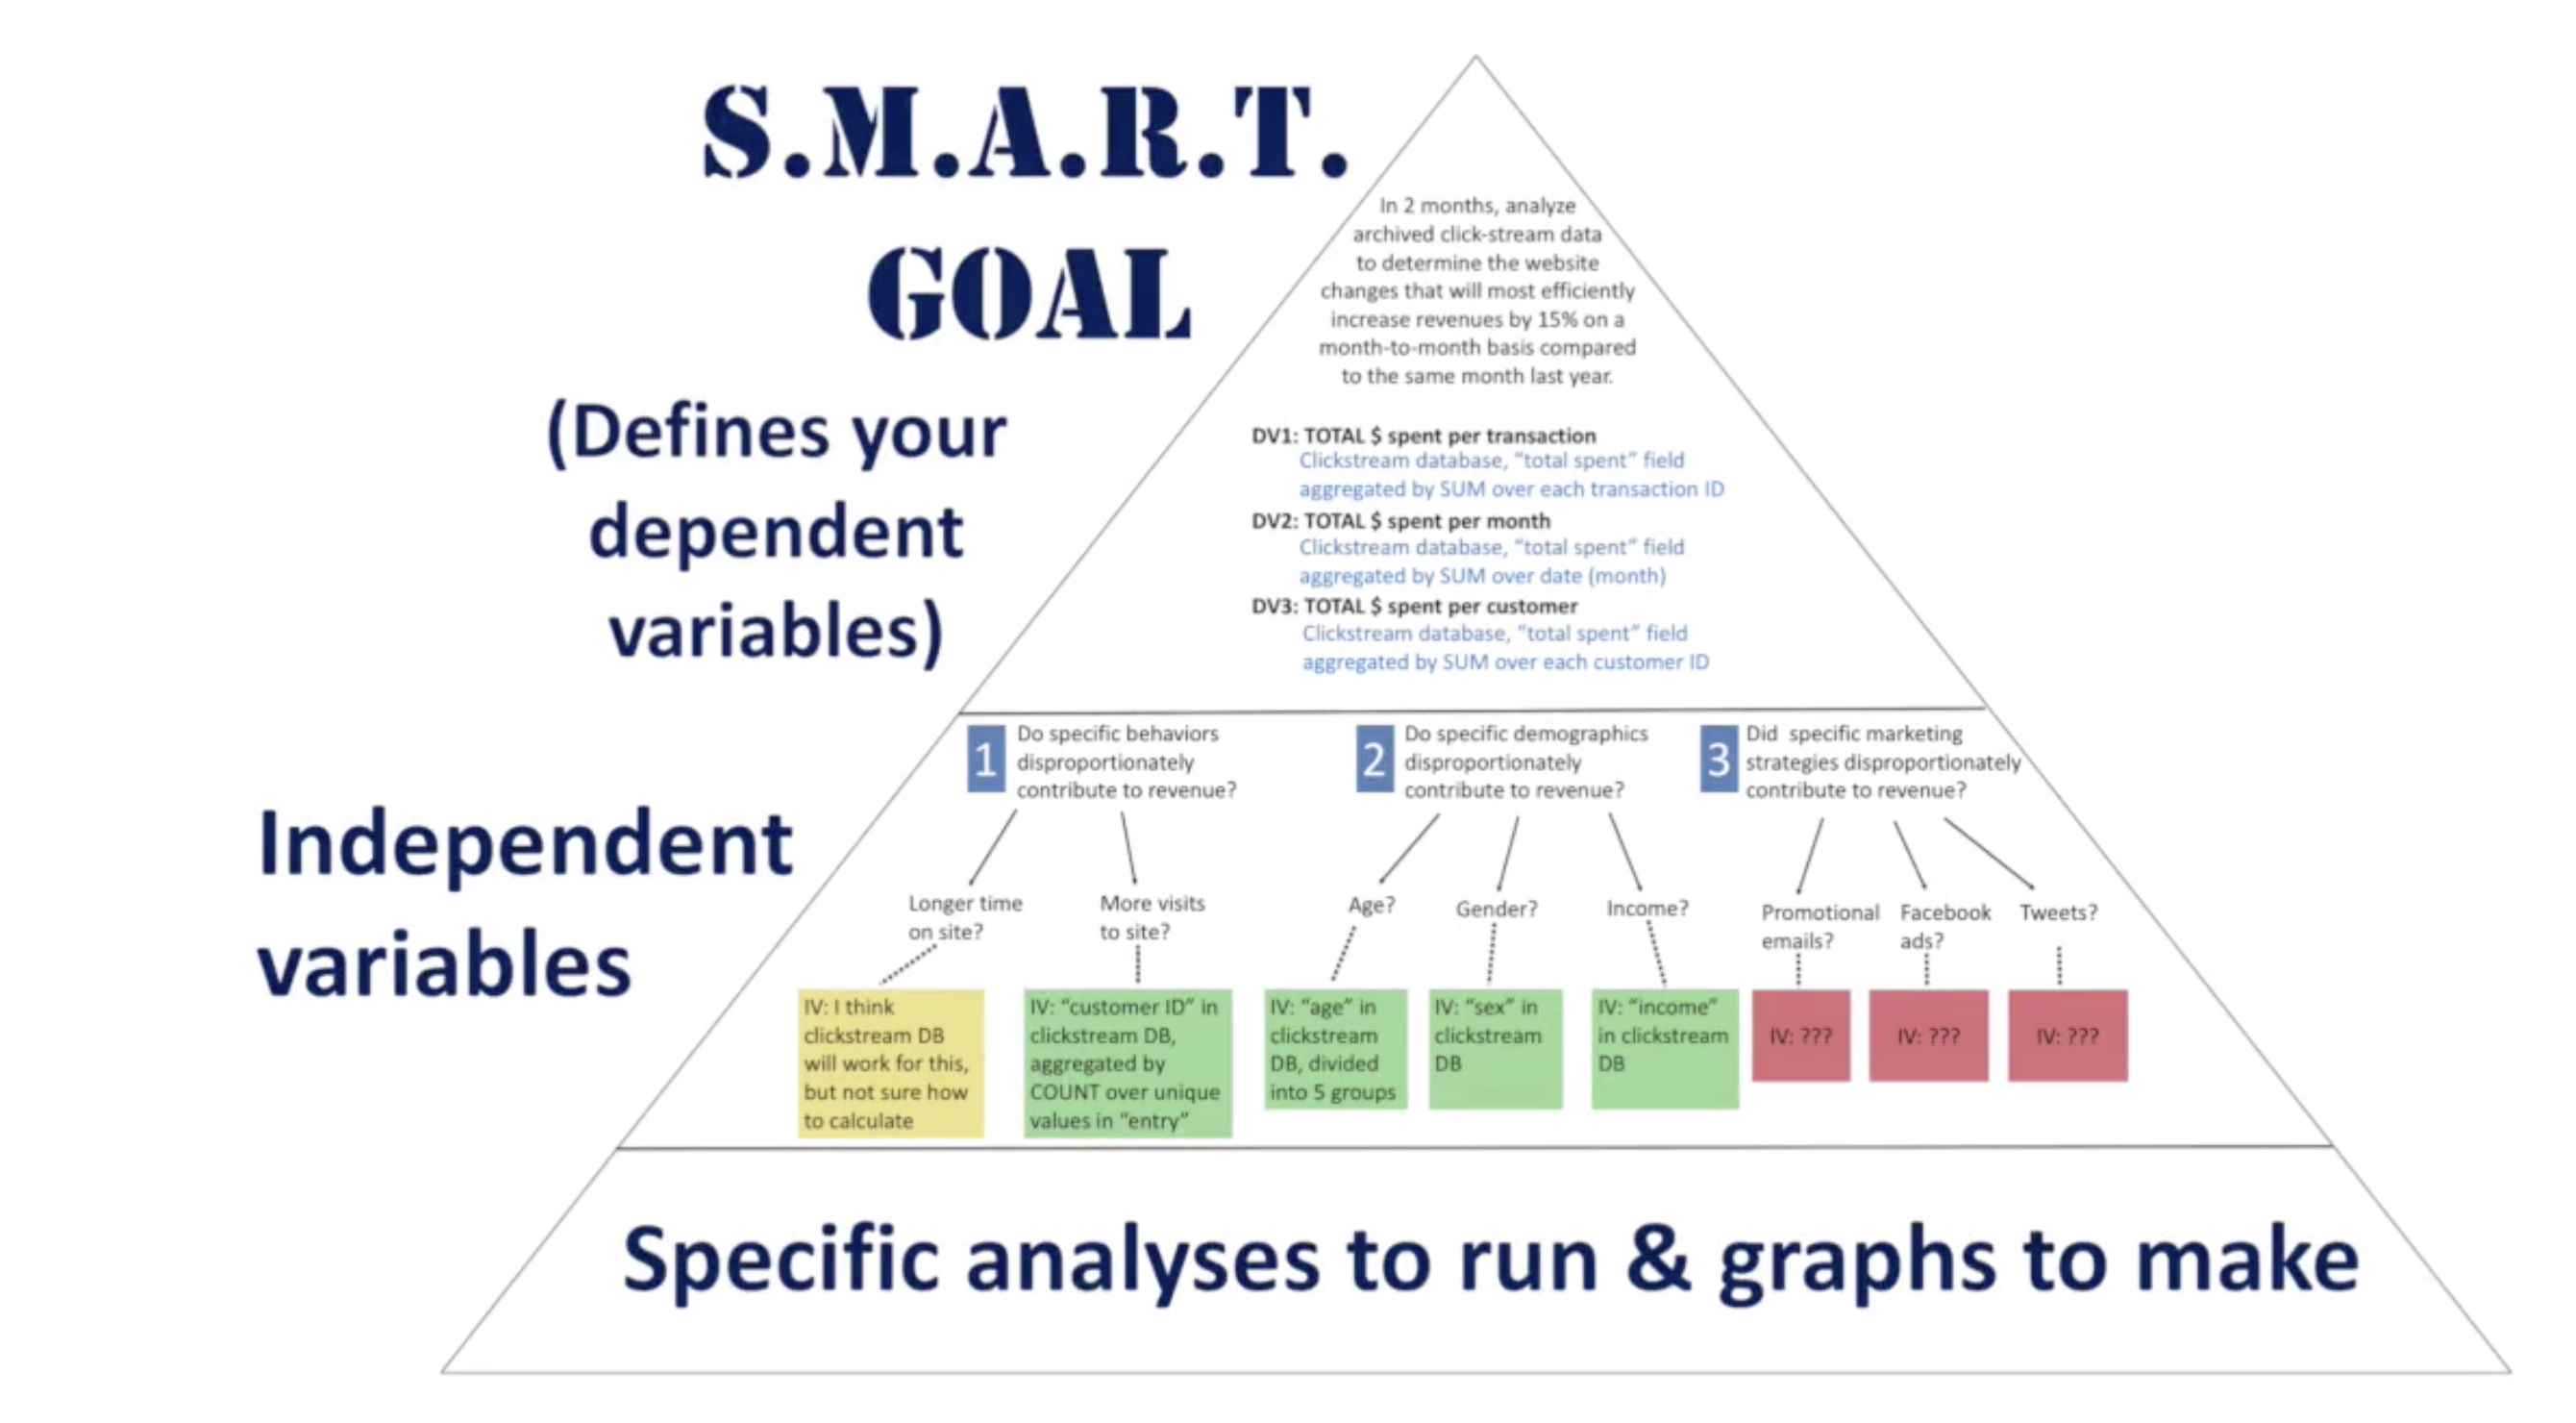 S.M.A.R.T.
GOAL
(Defines your
dependent
variables)
In 2 months, analyze
archived click-stream data
to determine the website
changes that will most efficiently
increase revenues by 15% on a
month-to-month basis compared
to the same month last year.
DV1: TOTAL $ spent per transaction
Clickstream database, “total spent” field
aggregated by SUM over each transaction ID
DV2: TOTAL $ spent per month
Clickstream database, “total spent” field
aggregated by SUM over date (month)
DV3: TOTAL $ spent per customer
Clickstream database, “total spent” field
aggregated by SUM over each customer ID
Independent
variables
1
Do specific behaviors
disproportionately
contribute to revenue?
2
Do specific demographics
disproportionately
contribute to revenue?
3
Did specific marketing
strategies disproportionately
contribute to revenue?
Longer time
on site?
More visits
to site?
Age?
Gender?
Income?
Promotional
emails?
Facebook
ads?
Tweets?
IV: I think
clickstream DB
will work for this,
but not sure how
to calculate
IV: “customer ID” in
clickstream DB,
aggregated by
COUNT over unique
values in “entry”
IV: “age” in
clickstream
DB, divided
into 5 groups
IV: “sex” in
clickstream
DB
IV: “income”
in clickstream
DB
IV: ???
IV: ???
IV: ???
Specific analyses to run & graphs to make